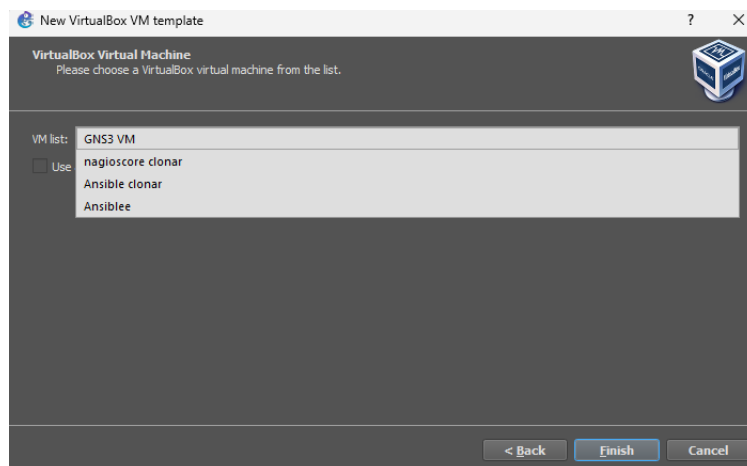 New VirtualBox VM template
VirtualBox Virtual Machine
Please choose a VirtualBox virtual machine from the list.
VM list: GNS3 VM
Use nagioscore clonar
Ansible clonar
Ansiblee
< Back Finish Cancel